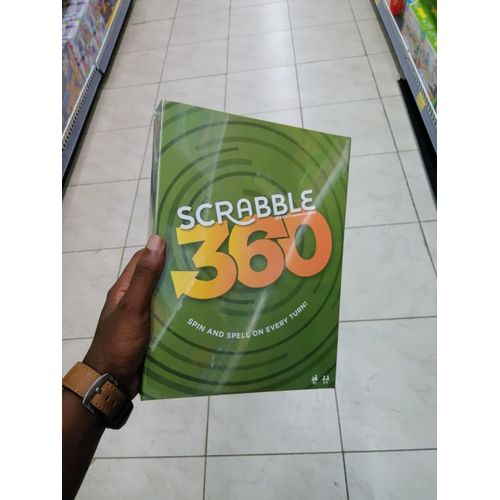 SCRABBLE
360
SPIN AND SPELL ON EVERY TURN!